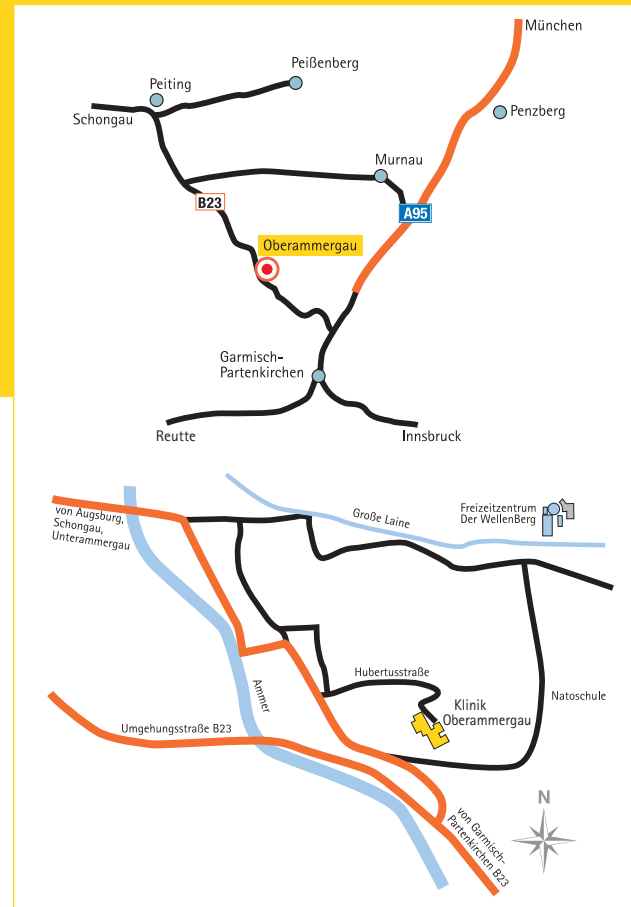 München
Peißenberg
Peiting
Penzberg
Schongau
Murnau
B23
A95
Oberammergau
Garmisch-
Partenkirchen
Reutte
Innsbruck
von Augsburg,
Schongau,
Unterammergau
Große Laine
Freizeitzentrum
Der WellenBerg
Hubertusstraße
Natoschule
Klinik
Oberammergau
Ammer
Umgehungsstraße B23
N
von Garmisch-
Partenkirchen B23